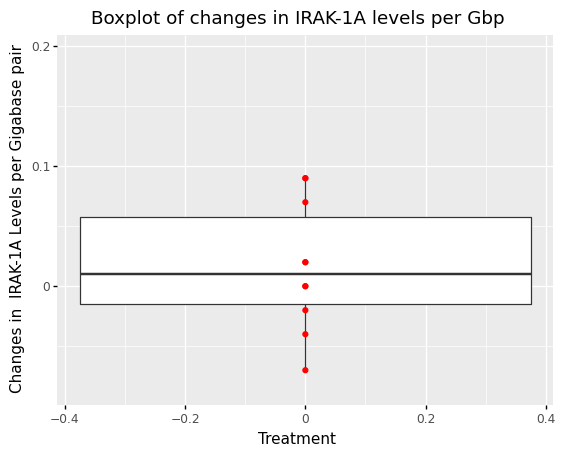 Boxplot of changes in IRAK-1A levels per Gbp
Changes in  IRAK-1A Levels per Gigabase pair
0.2
0.1
0
−0.4
−0.2
0
0.2
0.4
Treatment